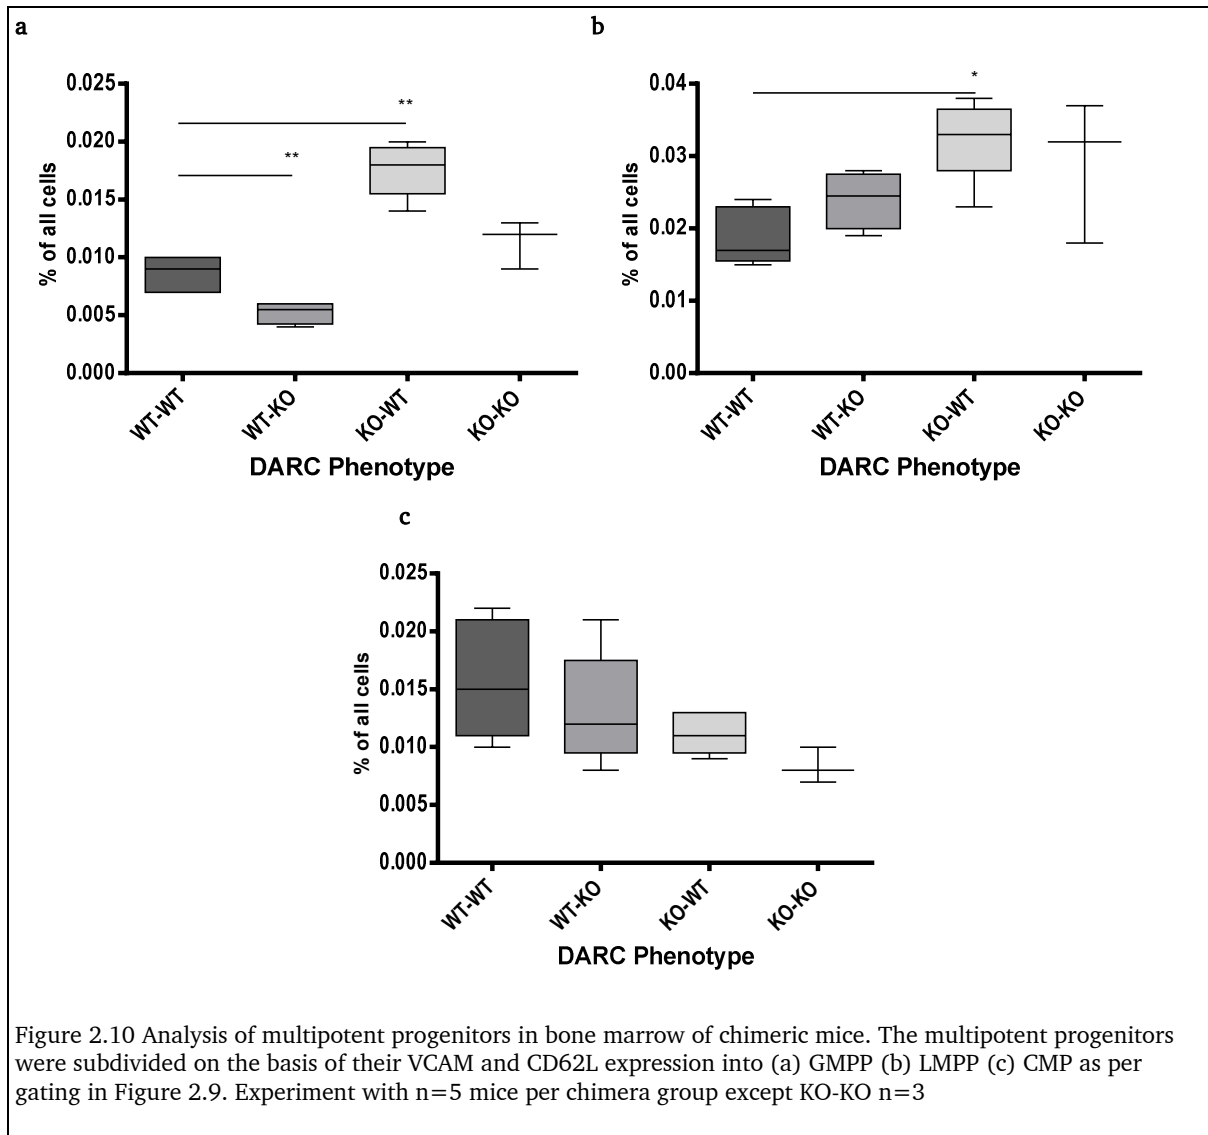 a
b
0.025
0.020
0.015
0.010
0.005
0.000
% of all cells
**
**
WT-WT
WT-KO
KO-WT
KO-KO
DARC Phenotype
0.04
0.03
0.02
0.01
0.00
% of all cells
*
WT-WT
WT-KO
KO-WT
KO-KO
DARC Phenotype
c
0.025
0.020
0.015
0.010
0.005
0.000
% of all cells
WT-WT
WT-KO
KO-WT
KO-KO
DARC Phenotype
Figure 2.10 Analysis of multipotent progenitors in bone marrow of chimeric mice. The multipotent progenitors
were subdivided on the basis of their VCAM and CD62L expression into (a) GMPP (b) LMPP (c) CMP as per
gating in Figure 2.9. Experiment with n=5 mice per chimera group except KO-KO n=3